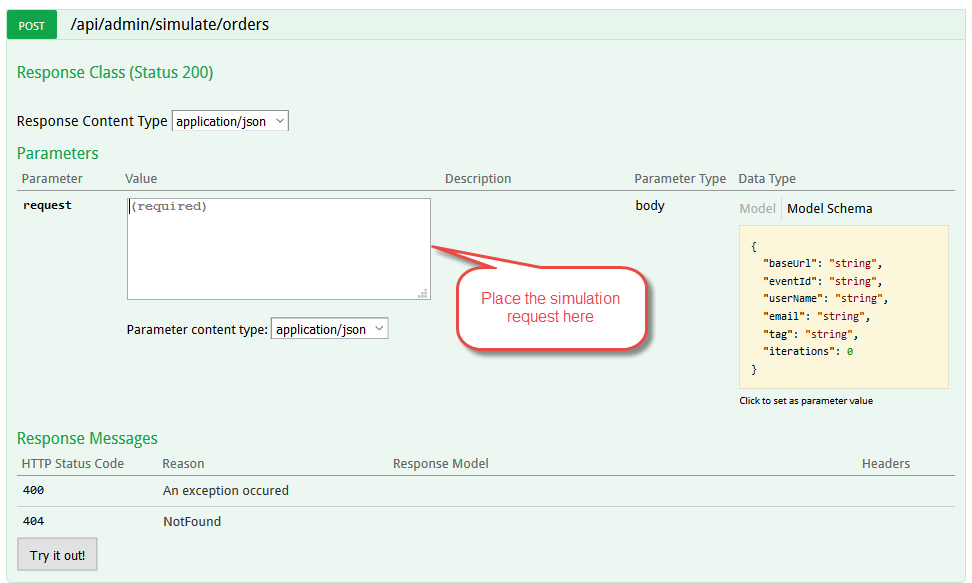 POST /api/admin/simulate/orders
Response Class (Status 200)
Response Content Type application/json
Parameters
Parameter Value Description Parameter Type Data Type
request (required) body Model Model Schema
{
"baseUrl": "string",
"eventId": "string",
"userName": "string",
"email": "string",
"tag": "string",
"iterations": 0
}
Click to set as parameter value
Place the simulation
request here
Parameter content type: application/json
Response Messages
HTTP Status Code Reason Response Model Headers
400 An exception occured
404 NotFound
Try it out!